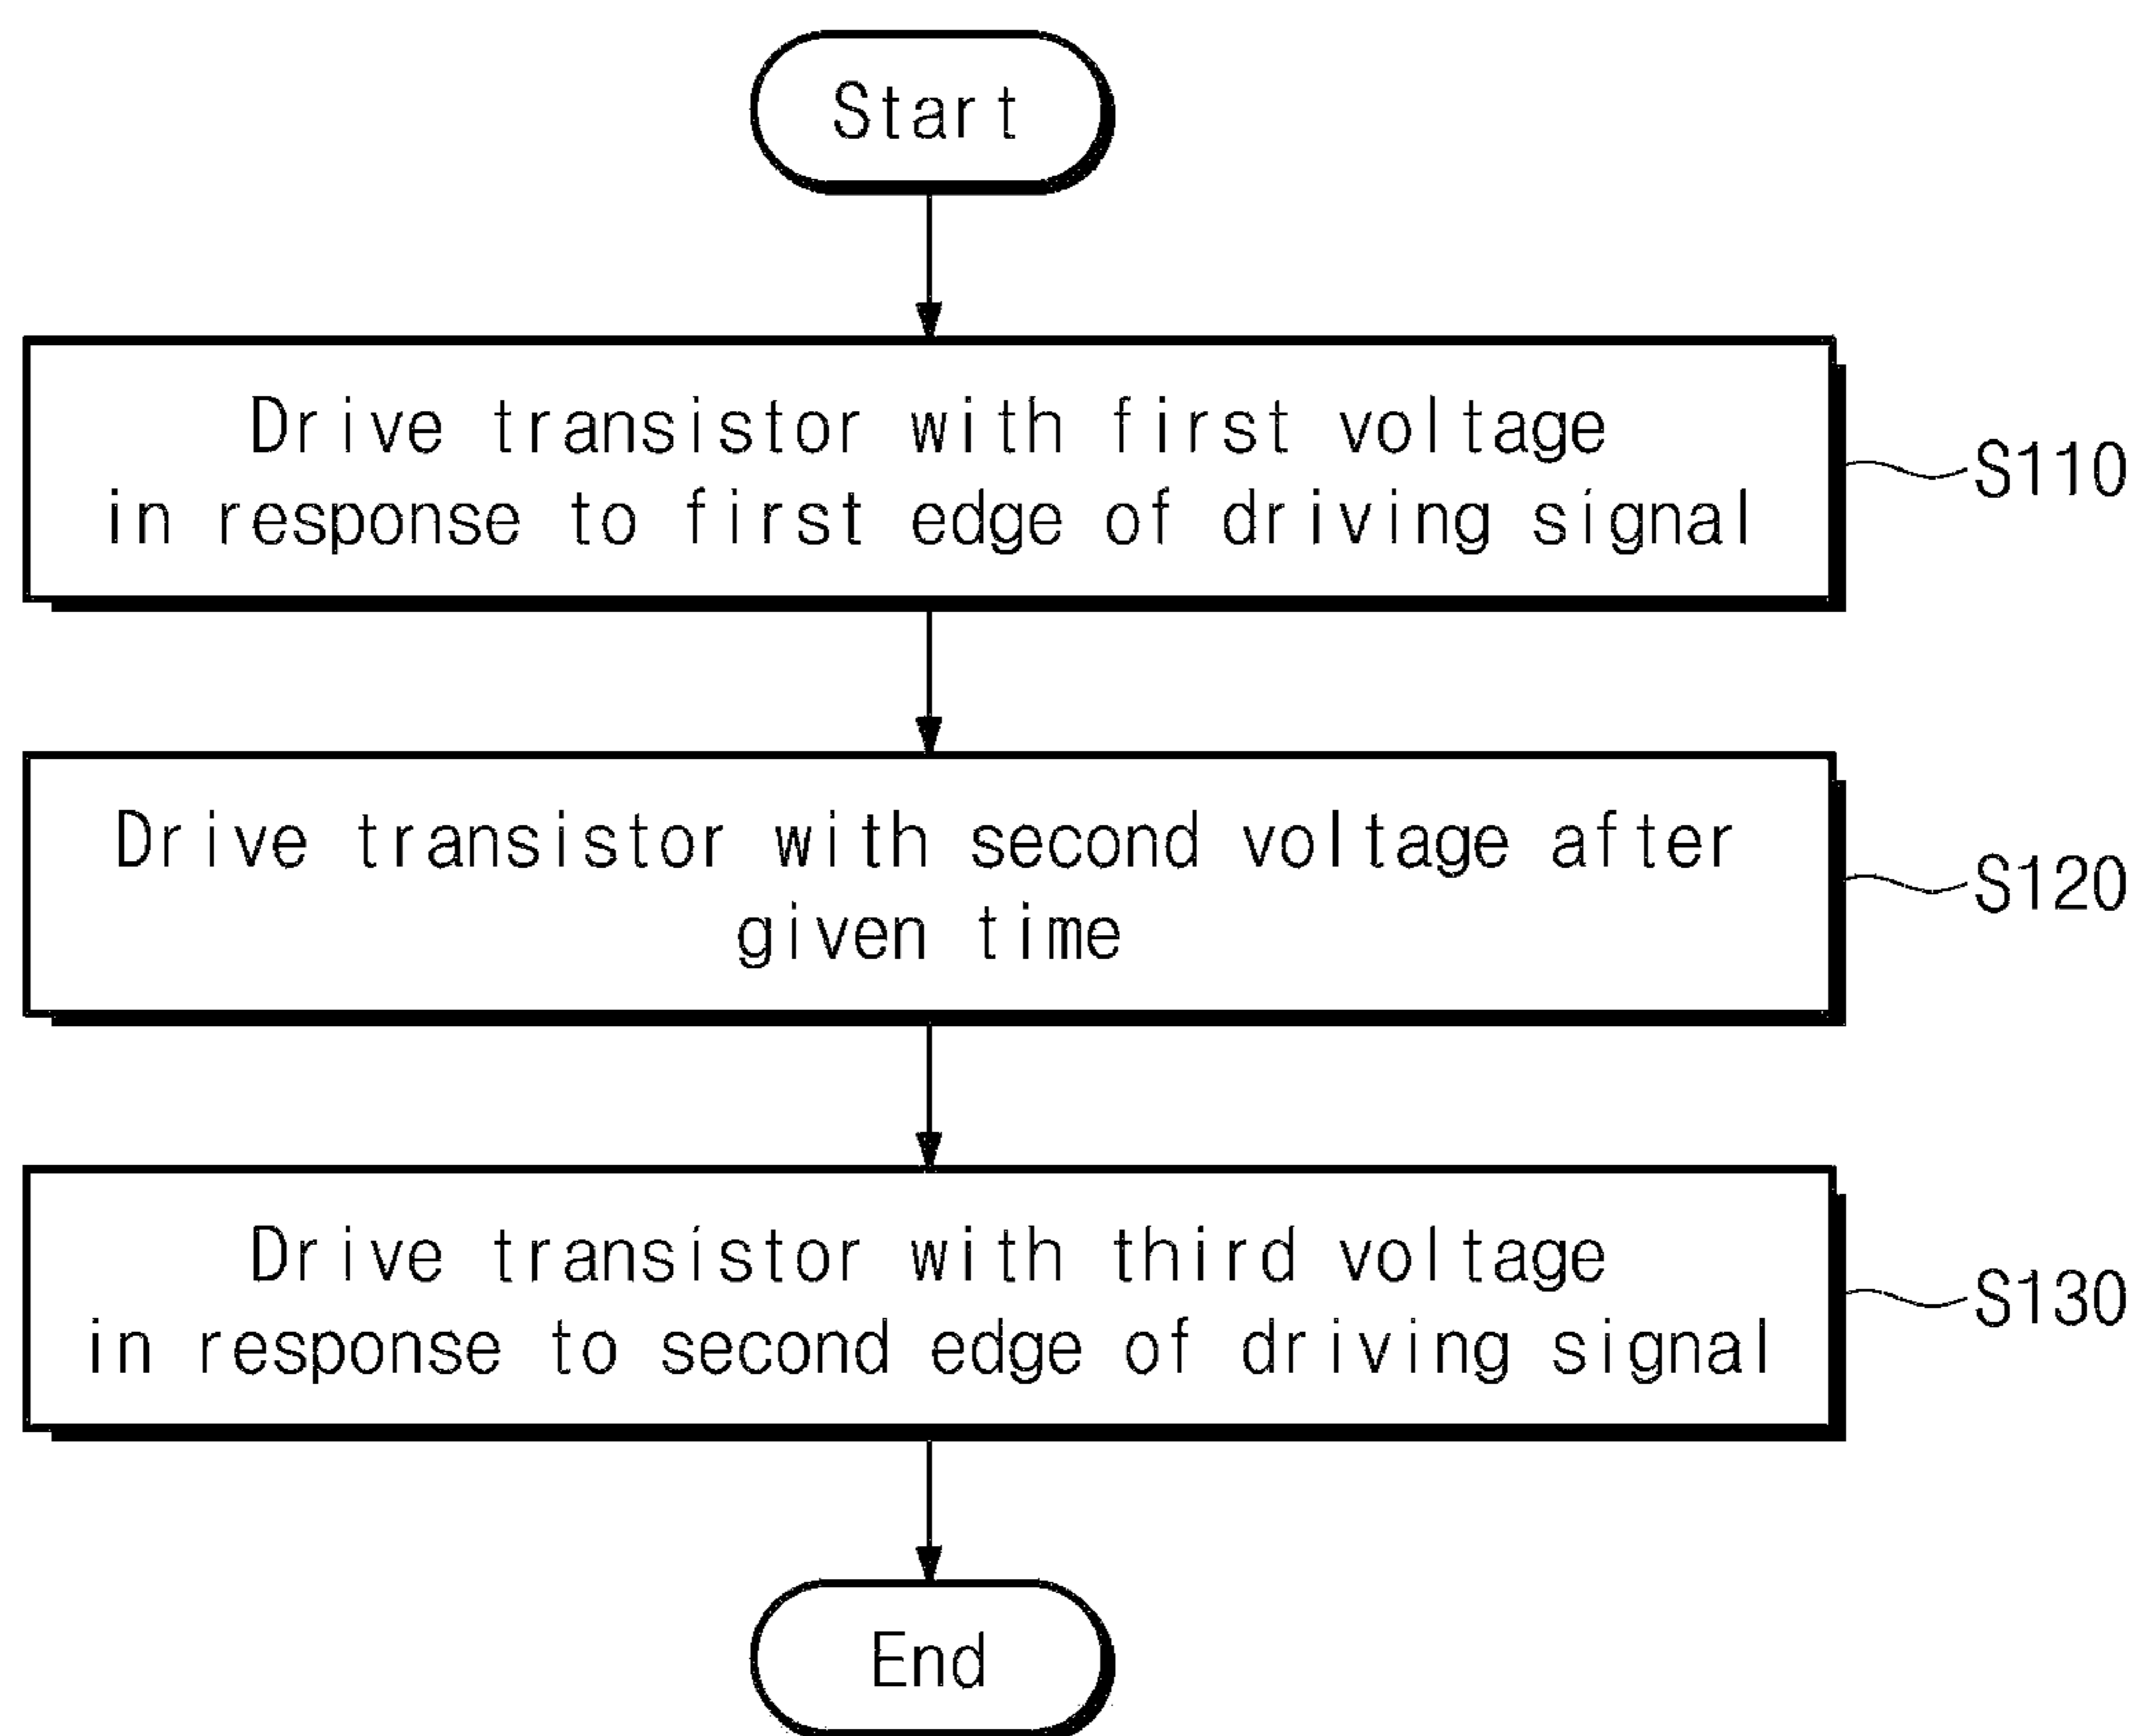 Start
Drive transistor with first voltage
in response to first edge of driving signal
S110
Drive transistor with second voltage after
given time
S120
Drive transistor with third voltage
in response to second edge of driving signal
S130
End